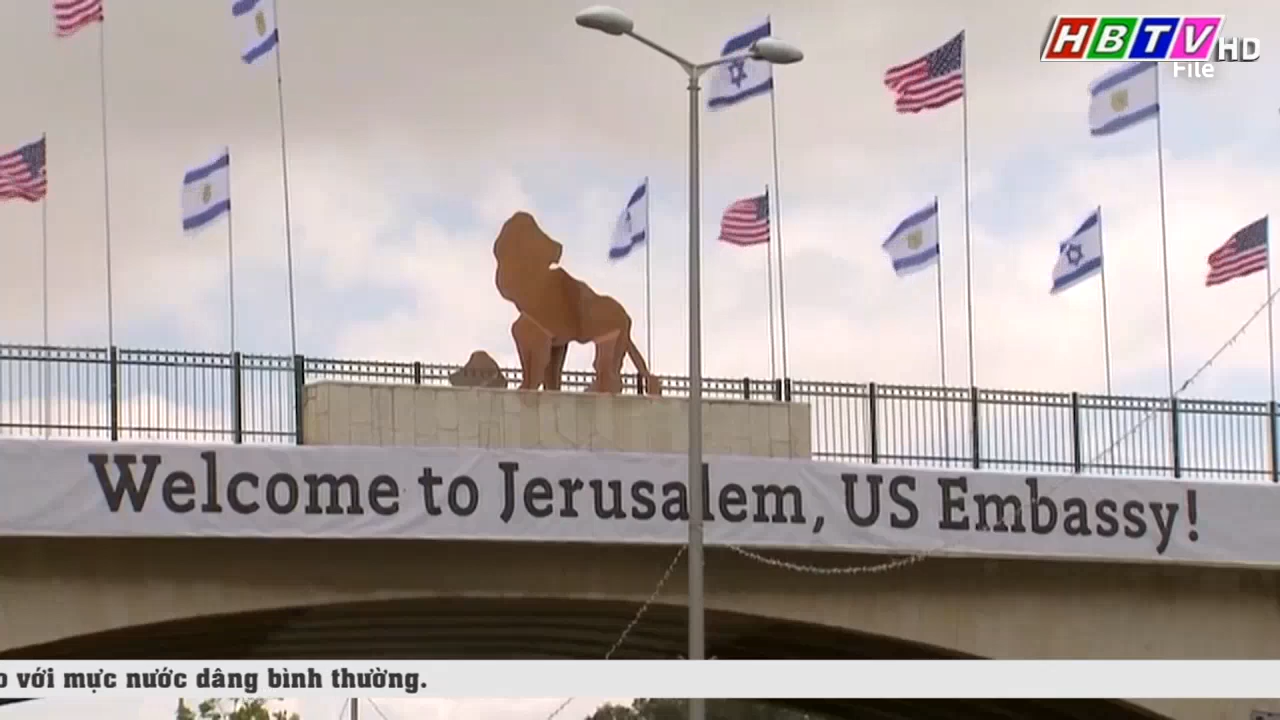 HBTV HD
File
Welcome to Jerusalem, US Embassy!
với mực nước dâng bình thường.